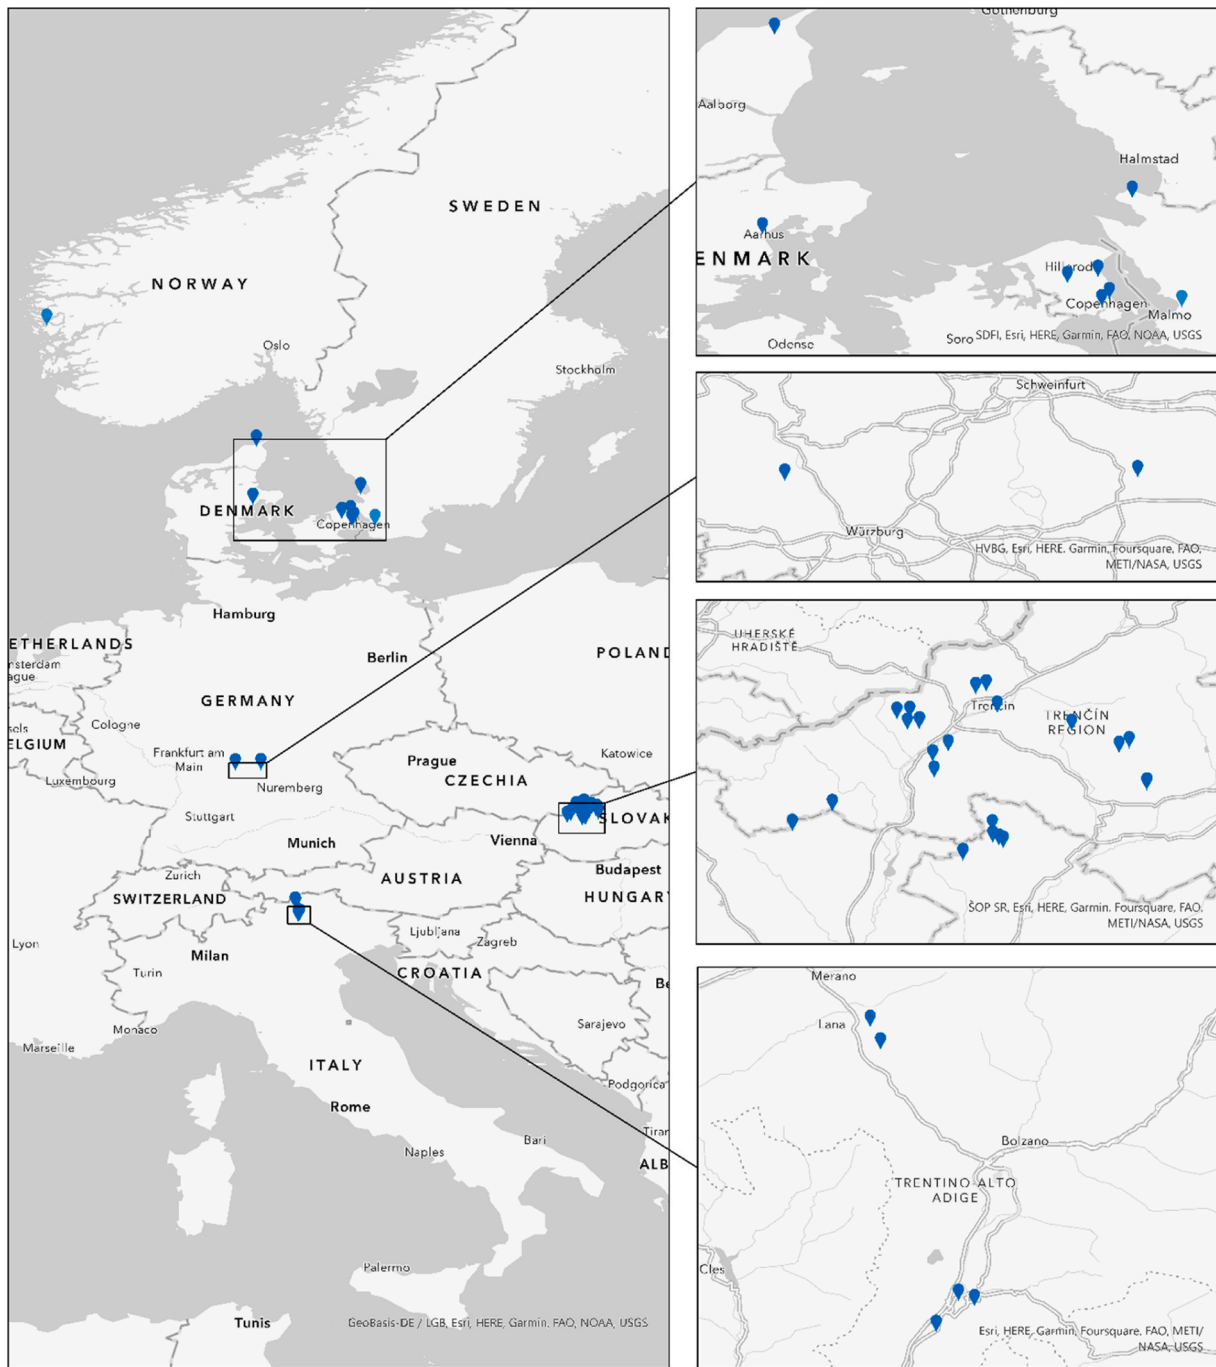 SWEDEN
NORWAY
Oslo
Stockholm
DENMARK
Copenhagen
Hamburg
ETHERLANDS
msterdam
ague
Berlin
POLAND
GERMANY
Cologne
sels
ELGIUM
Frankfurt am
Main
Katowice
Prague
CZECHIA
Luxembourg
Nuremberg
Stuttgart
SLOVAK
Munich
Vienna
Budapest
Zurich
AUSTRIA
SWITZERLAND
HUNGARY
Lyon
Ljubljana
Zagreb
Milan
Turin
CROATIA
Be
Sarajevo
Monaco
Marseille
ITALY
Podgorica
Rome
Tiran
Bari
Naples
ALB
Palermo
Tunis
GeoBasis-DE / LGB, Esri, HERE, Garmin, FAO, NOAA, USGS
Gothenburg
Aalborg
Halmstad
Aarhus
ENMARK
Hillerod
Copenhagen
Malmo
Odense
Soro
SDFI, Esri, HERE, Garmin, FAO, NOAA, USGS
Schweinfurt
Würzburg
HVBG, Esri, HERE, Garmin, Foursquare, FAO,
METI/NASA, USGS
UHERSKÉ
HRADIŠTĚ
Trenčín
TRENČÍN
REGION
ŠOP SR, Esri, HERE, Garmin, Foursquare, FAO,
METI/NASA, USGS
Merano
Lana
Bolzano
TRENTINO-ALTO
ADIGE
Cles
Esri, HERE, Garmin, Foursquare, FAO, METI/
NASA, USGS